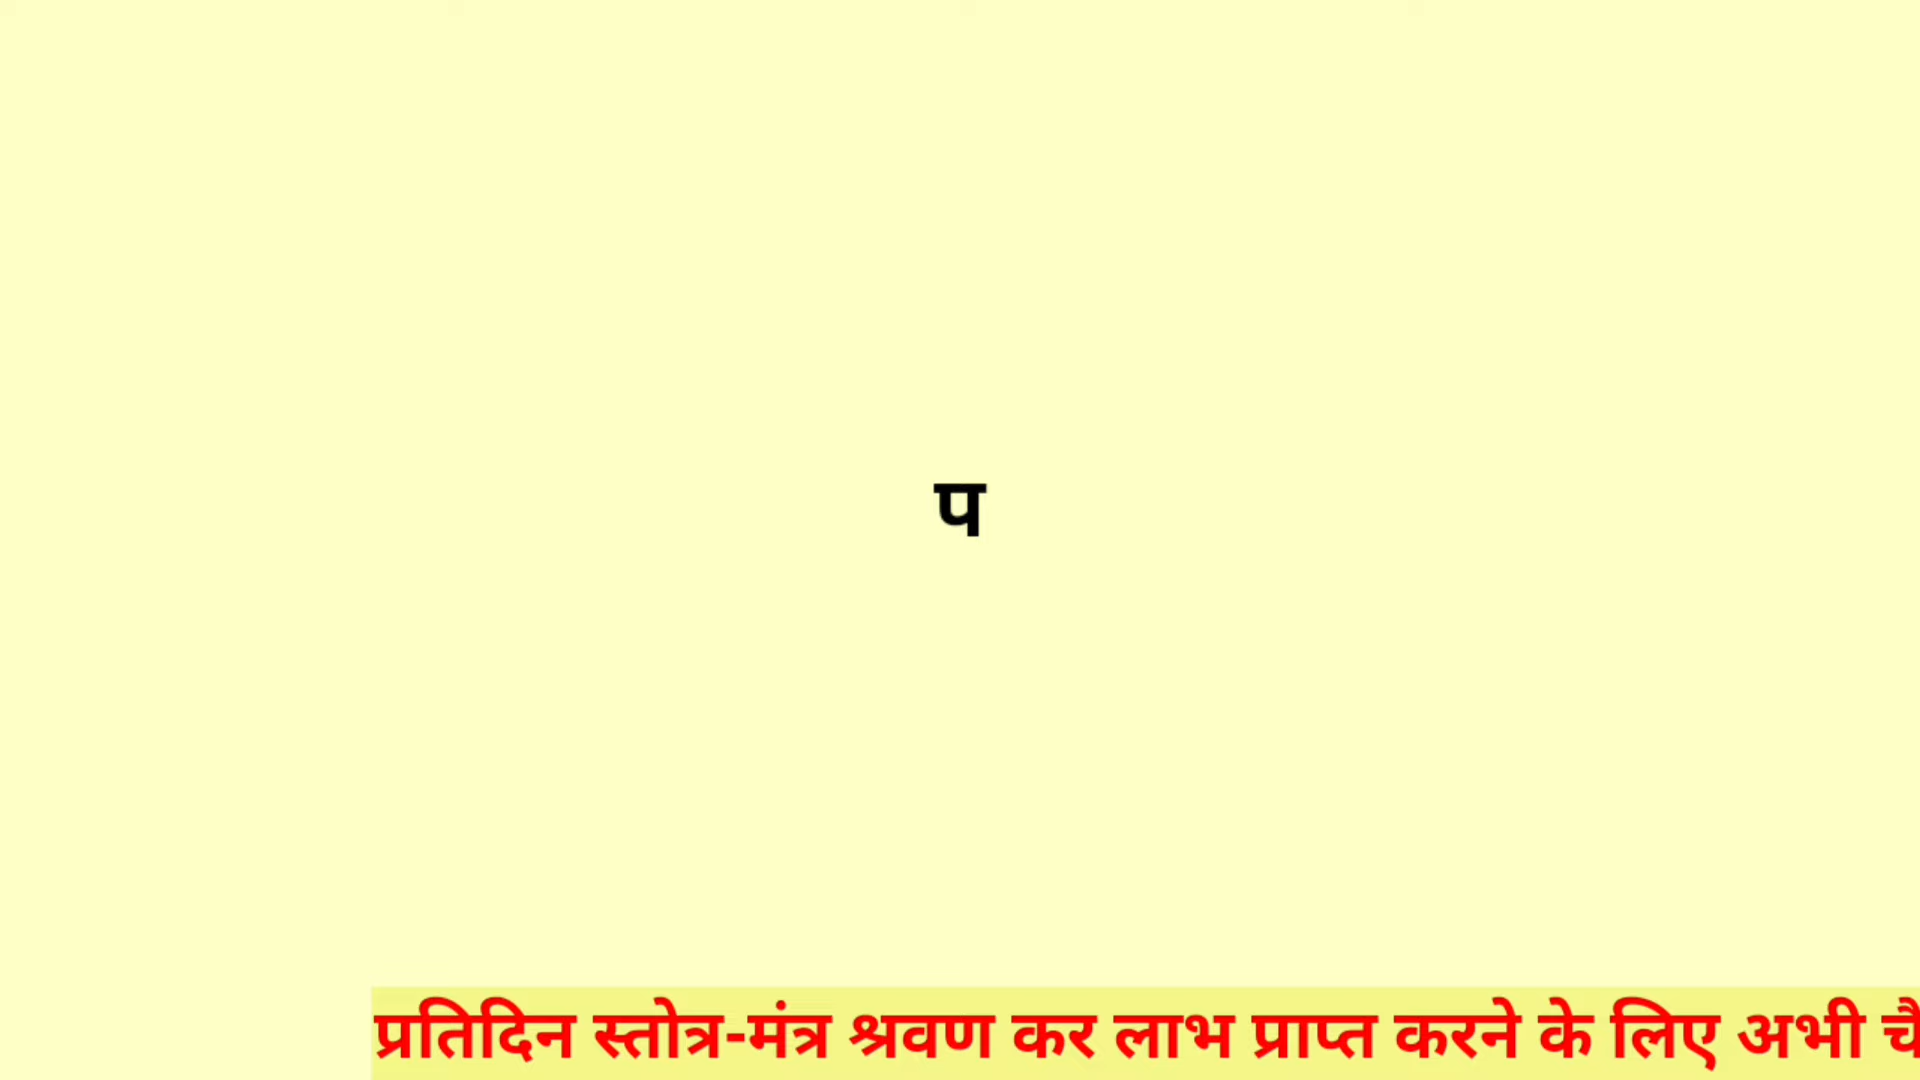 प
प्रतिदिन स्तोत्र-मंत्र श्रवण कर लाभ प्राप्त करने के लिए अभी